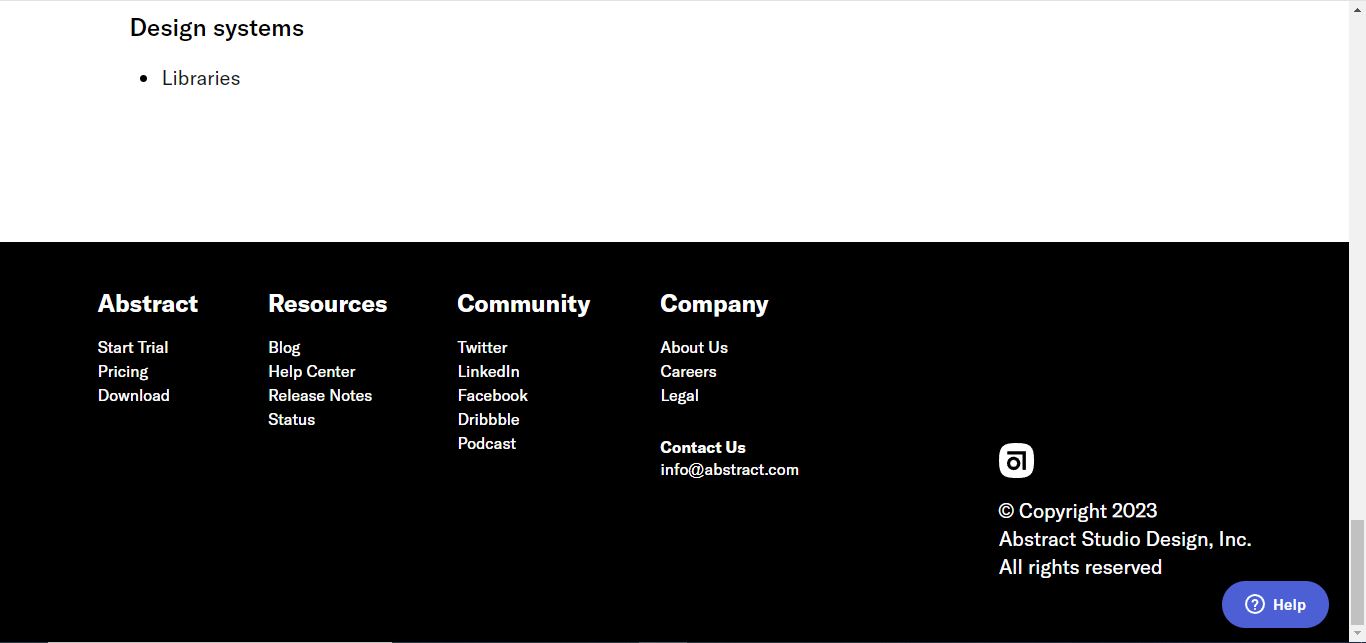 Design systems
Libraries
Abstract
Start Trial
Pricing
Download
Resources
Blog
Help Center
Release Notes
Status
Community
Twitter
LinkedIn
Facebook
Dribbble
Podcast
Company
About Us
Careers
Legal
Contact Us
info@abstract.com
© Copyright 2023
Abstract Studio Design, Inc.
All rights reserved
Help